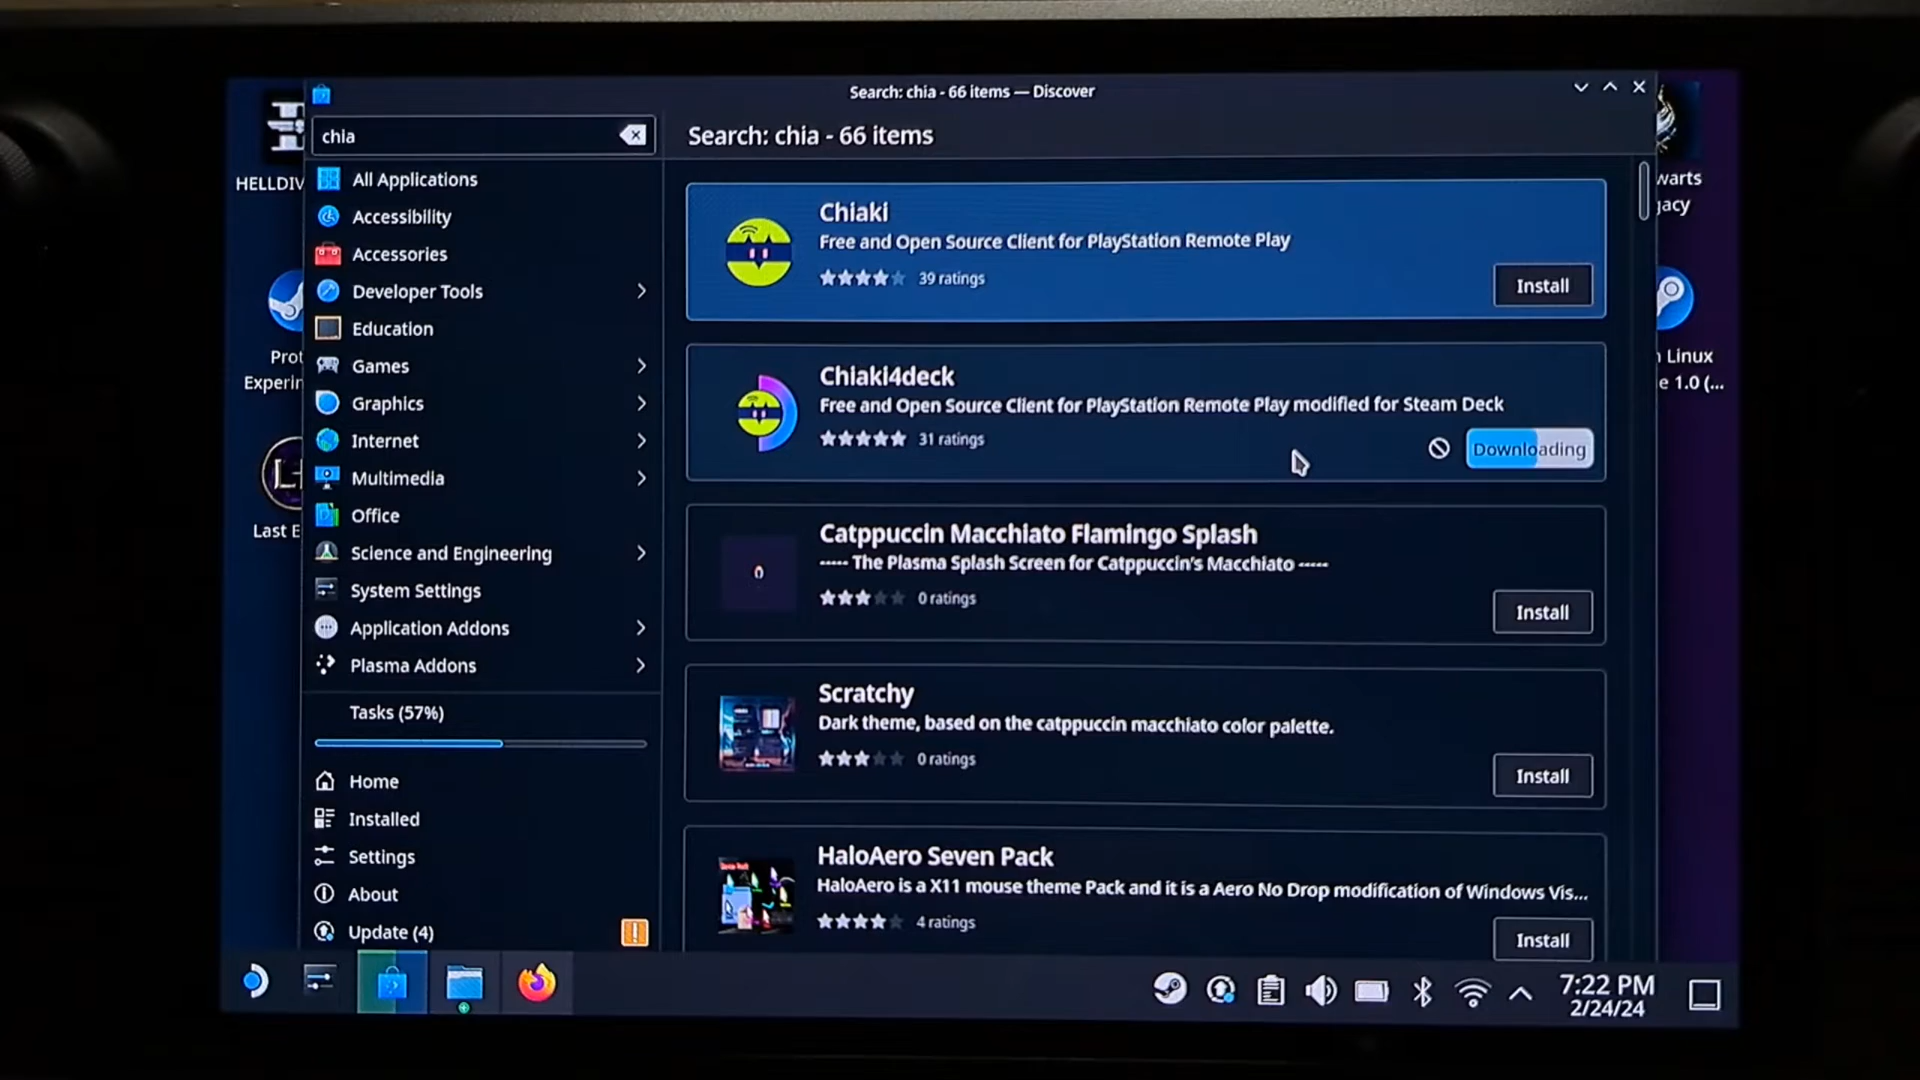 Search: chia - 66 items — Discover
chia
Search: chia - 66 items
HELLDIV
Prot
Experin
Last E
All Applications
Accessibility
Accessories
Developer Tools
Education
Games
Graphics
Internet
Multimedia
Office
Science and Engineering
System Settings
Application Addons
Plasma Addons
Tasks (57%)
Home
Installed
Settings
About
Update (4)
Chiaki
Free and Open Source Client for PlayStation Remote Play
39 ratings
Install
Chiaki4deck
Free and Open Source Client for PlayStation Remote Play modified for Steam Deck
31 ratings
Downloading
Catppuccin Macchiato Flamingo Splash
----- The Plasma Splash Screen for Catppuccin's Macchiato -----
0 ratings
Install
Scratchy
Dark theme, based on the catppuccin macchiato color palette.
0 ratings
Install
HaloAero Seven Pack
HaloAero is a X11 mouse theme Pack and it is a Aero No Drop modification of Windows Vis...
4 ratings
Install
warts
gacy
Linux
e 1.0 (...
7:22 PM
2/24/24